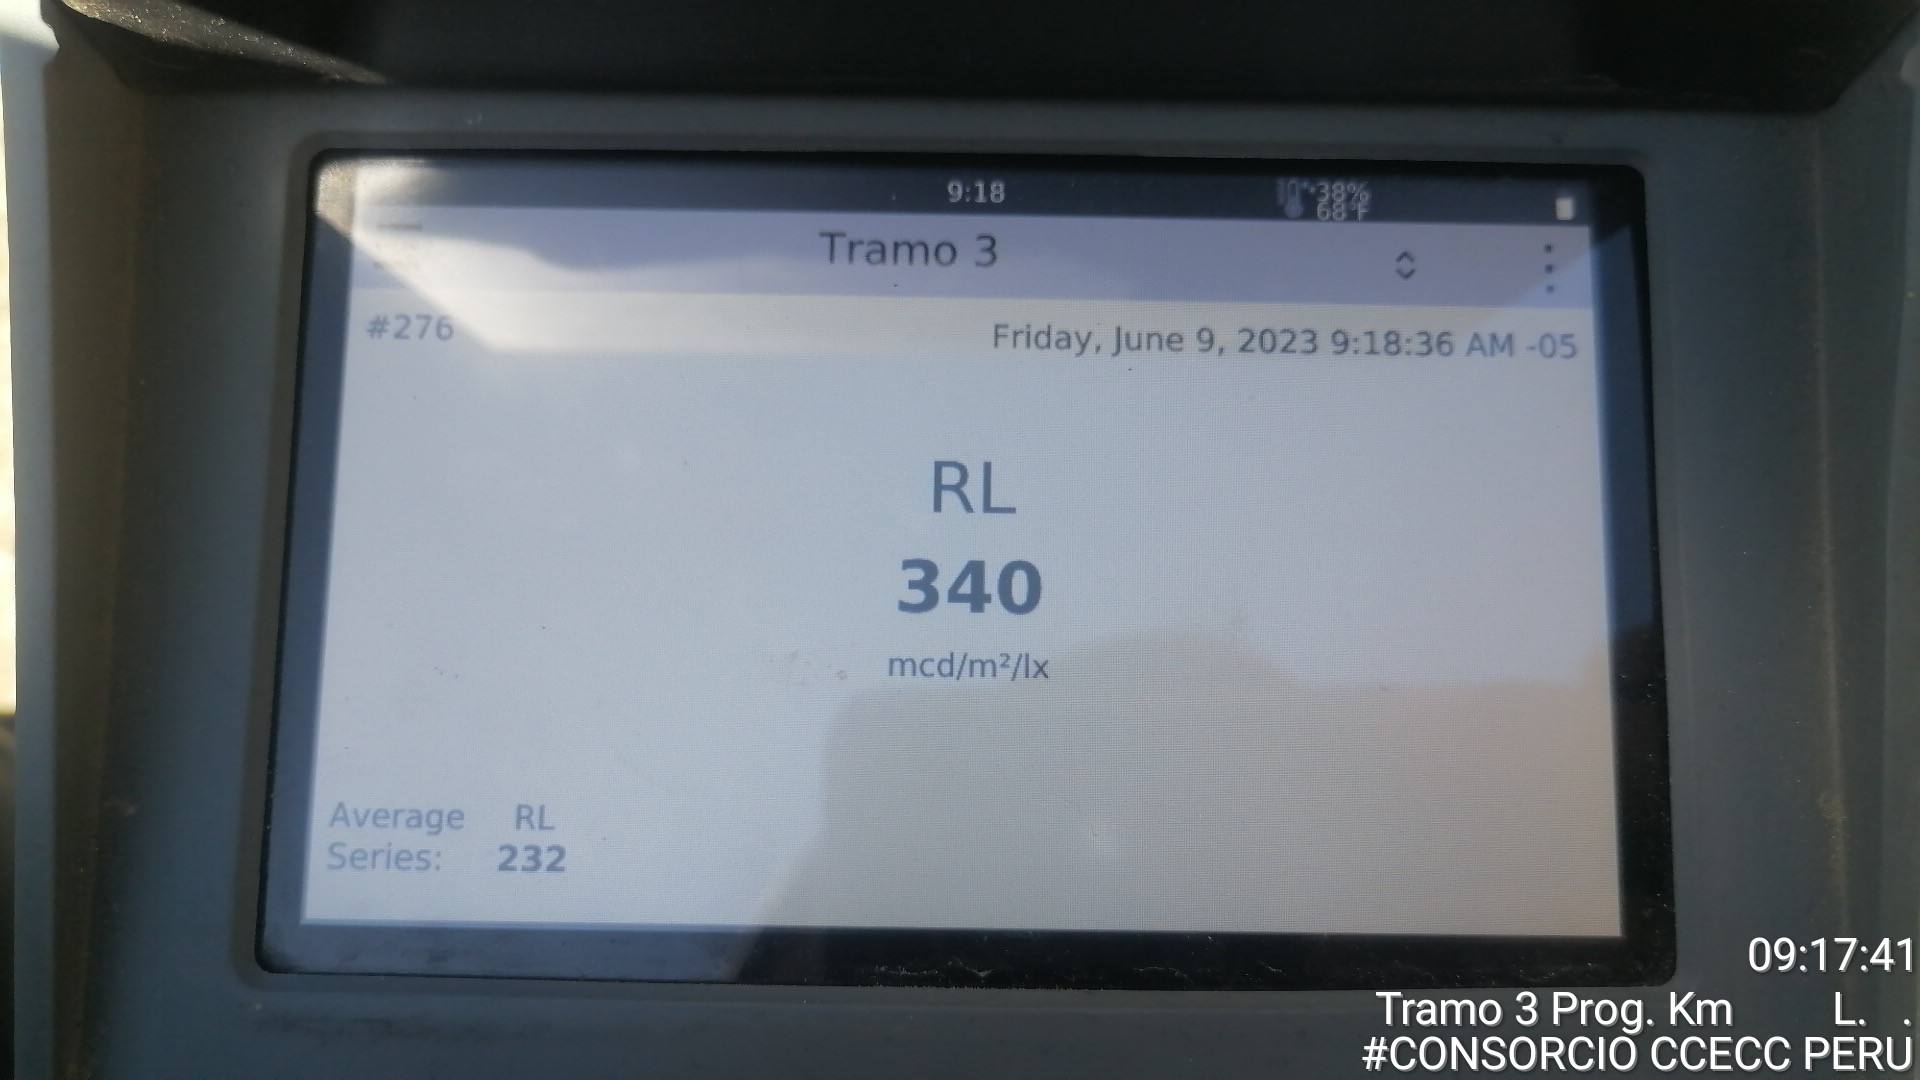 9:18
38%
68°F
Tramo 3
#276
Friday, June 9, 2023 9:18:36 AM -05
RL
340
mcd/m²/lx
Average RL
Series: 232
09:17:41
Tramo 3 Prog. Km L. .
#CONSORCIO CCECC PERU